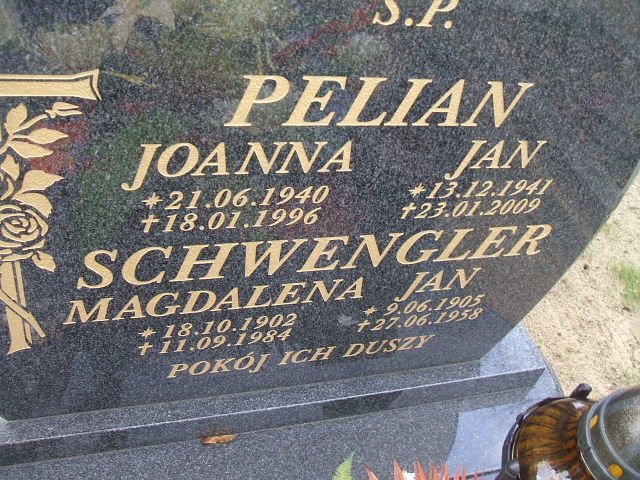 S.P.
PELIAN
JOANNA JAN
*21.06.1940 *13.12.1941
+18.01.1996 +23.01.2009
SCHWENGLER
MAGDALENA JAN
*18.10.1902 *9.06.1905
+11.09.1984 +27.06.1958
POKÓJ ICH DUSZY